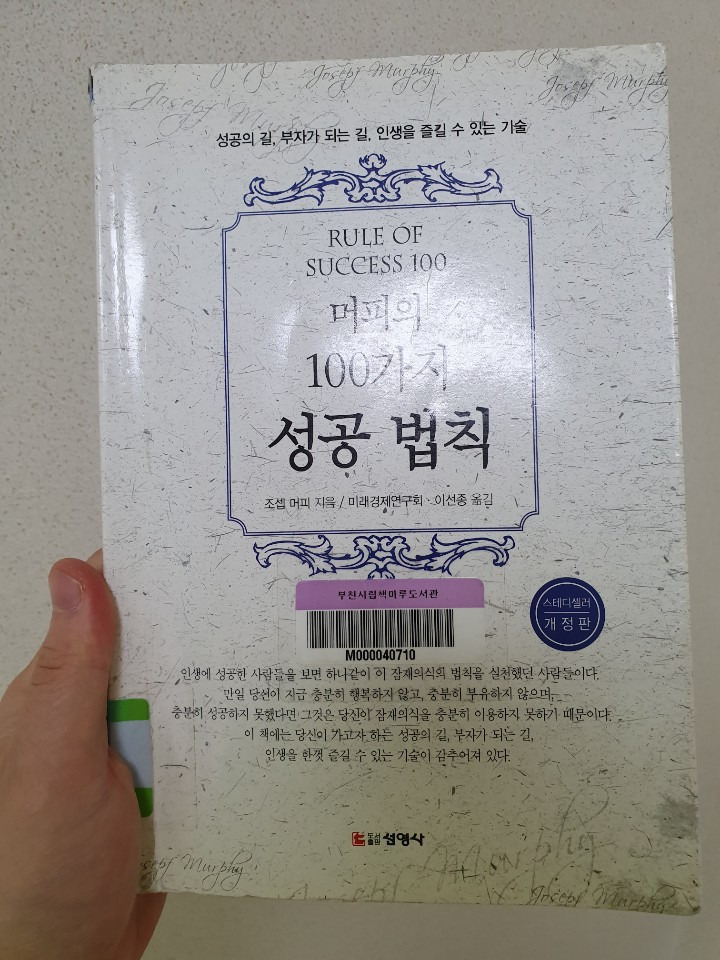 Joseph Murphy
Joseph Murphy
Joseph Murphy
성공의 길, 부자가 되는 길, 인생을 즐길 수 있는 기술
RULE OF
SUCCESS 100
머피의
100가지
성공 법칙
조셉 머피 지음 / 미래경제연구회 · 이선종 옮김
부천시립책마루도서관
M000040710
스테디셀러
개정판
인생에 성공한 사람들을 보면 하나같이 이 잠재의식의 법칙을 실천했던 사람들이다.
만일 당신이 지금 충분히 행복하지 않고, 충분히 부유하지 않으며,
충분히 성공하지 못했다면 그것은 당신이 잠재의식을 충분히 이용하지 못하기 때문이다.
이 책에는 당신이 가고자 하는 성공의 길, 부자가 되는 길,
인생을 한껏 즐길 수 있는 기술이 감추어져 있다.
도서출판 선영사
Murphy
Joseph Murphy
Joseph Murphy